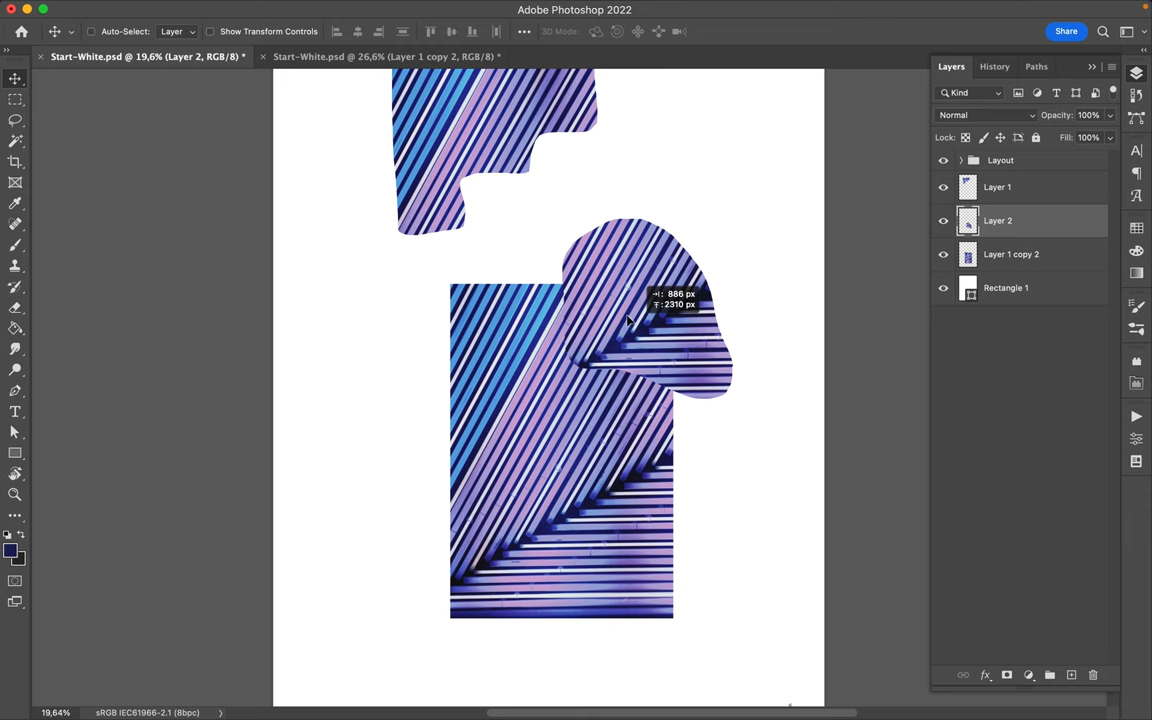 Adobe Photoshop 2022
Auto-Select: Layer Show Transform Controls 3D Mode: Share
Start-White.psd @ 19,6% (Layer 2, RGB/8) *
Start-White.psd @ 26,6% (Layer 1 copy 2, RGB/8) *
Layers History Paths
Kind
Normal Opacity: 100%
Lock: Fill: 100%
Layout
Layer 1
Layer 2
Layer 1 copy 2
Rectangle 1
886 px
2310 px
19,64% sRGB IEC61966-2.1 (8bpc)